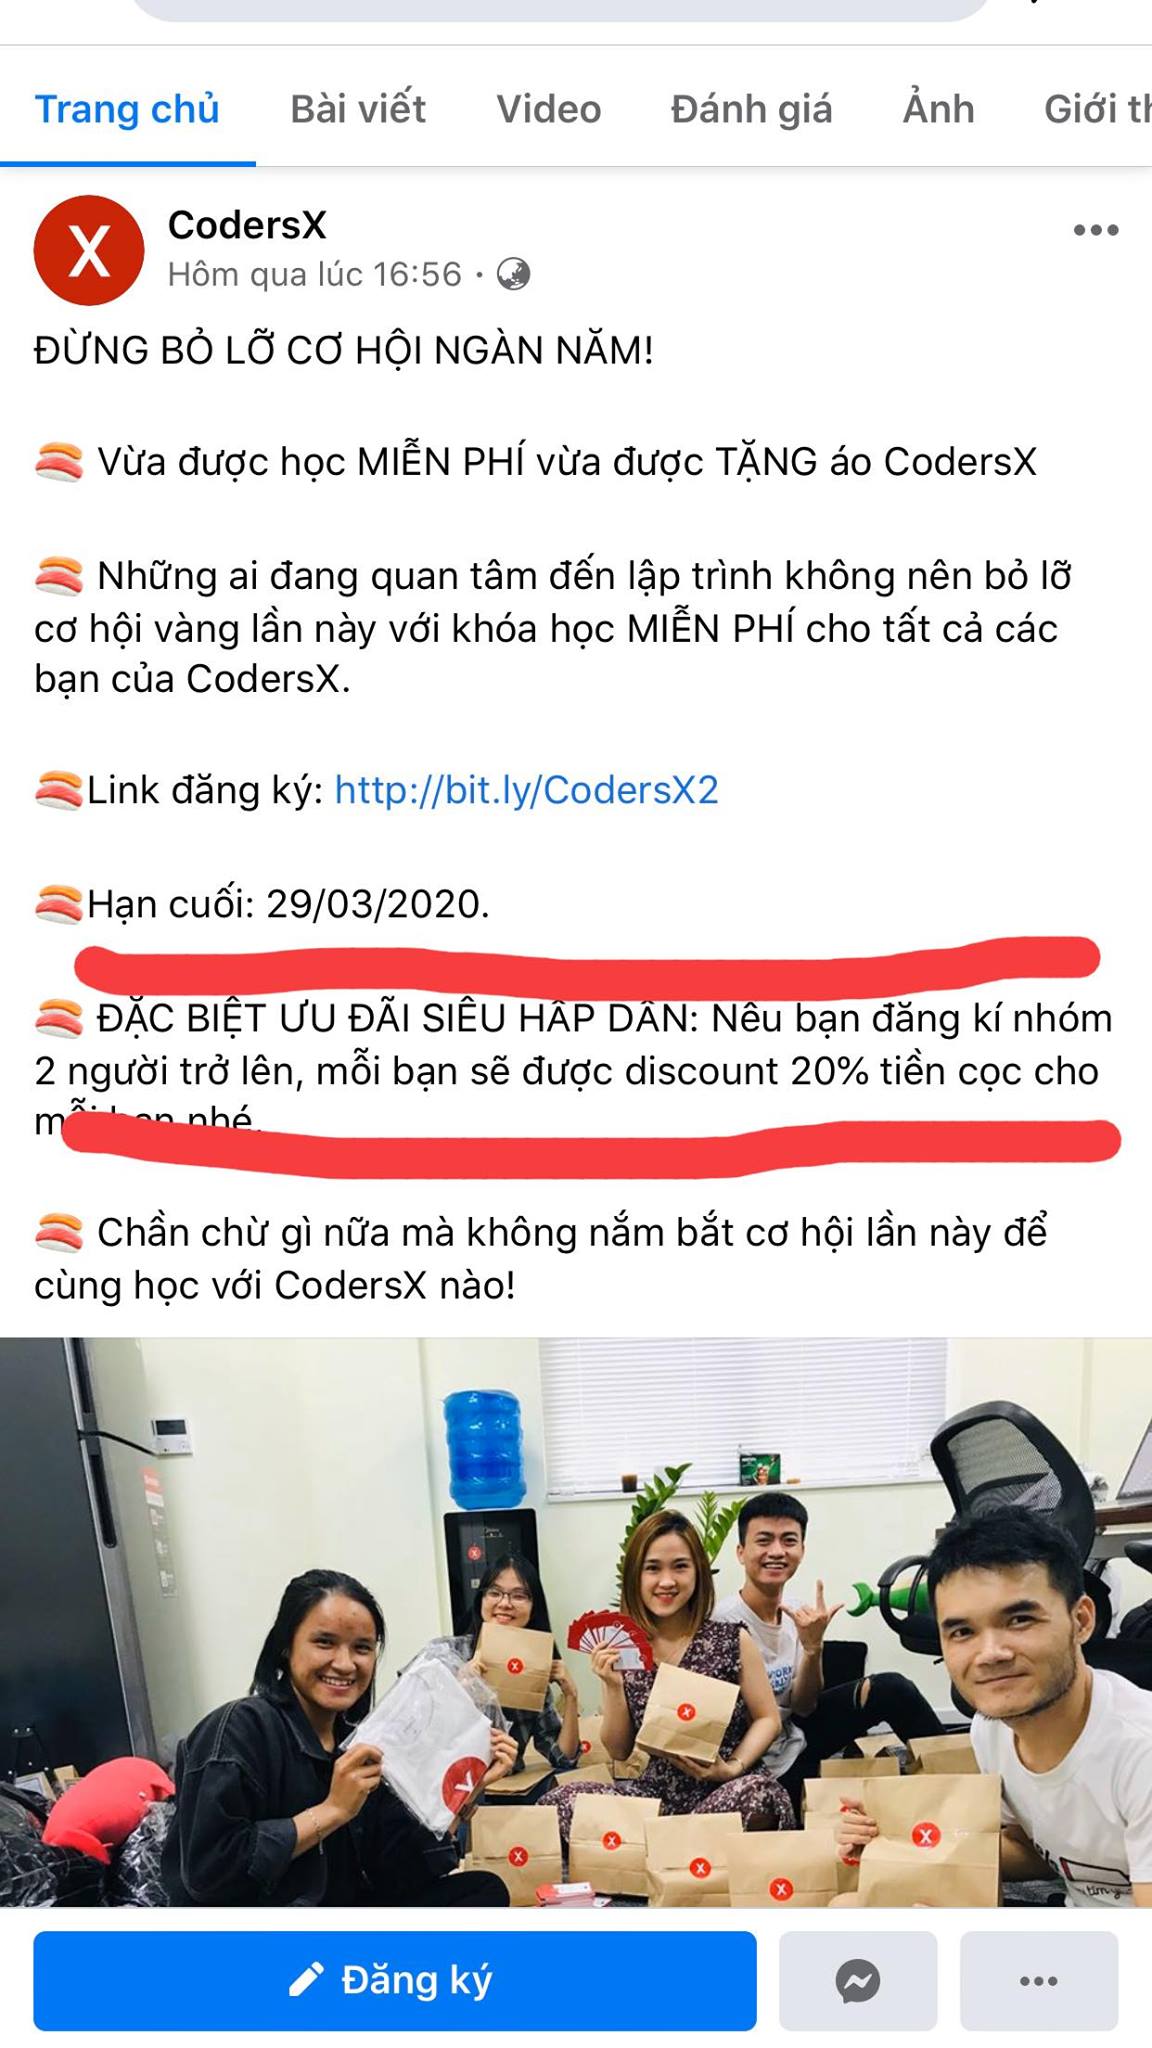 Trang chủ Bài viết Video Đánh giá Ảnh Giới th
X
CodersX
Hôm qua lúc 16:56 ·
ĐỪNG BỎ LỠ CƠ HỘI NGÀN NĂM!
🍣 Vừa được học MIỄN PHÍ vừa được TẶNG áo CodersX
🍣 Những ai đang quan tâm đến lập trình không nên bỏ lỡ
cơ hội vàng lần này với khóa học MIỄN PHÍ cho tất cả các
bạn của CodersX.
🍣Link đăng ký: http://bit.ly/CodersX2
🍣Hạn cuối: 29/03/2020.
🍣 ĐẶC BIỆT ƯU ĐÃI SIÊU HẤP DẪN: Nếu bạn đăng kí nhóm
2 người trở lên, mỗi bạn sẽ được discount 20% tiền cọc cho
mỗi bạn nhé.
🍣 Chần chừ gì nữa mà không nắm bắt cơ hội lần này để
cùng học với CodersX nào!
X
X
X
X
X
X
X
X
Đăng ký